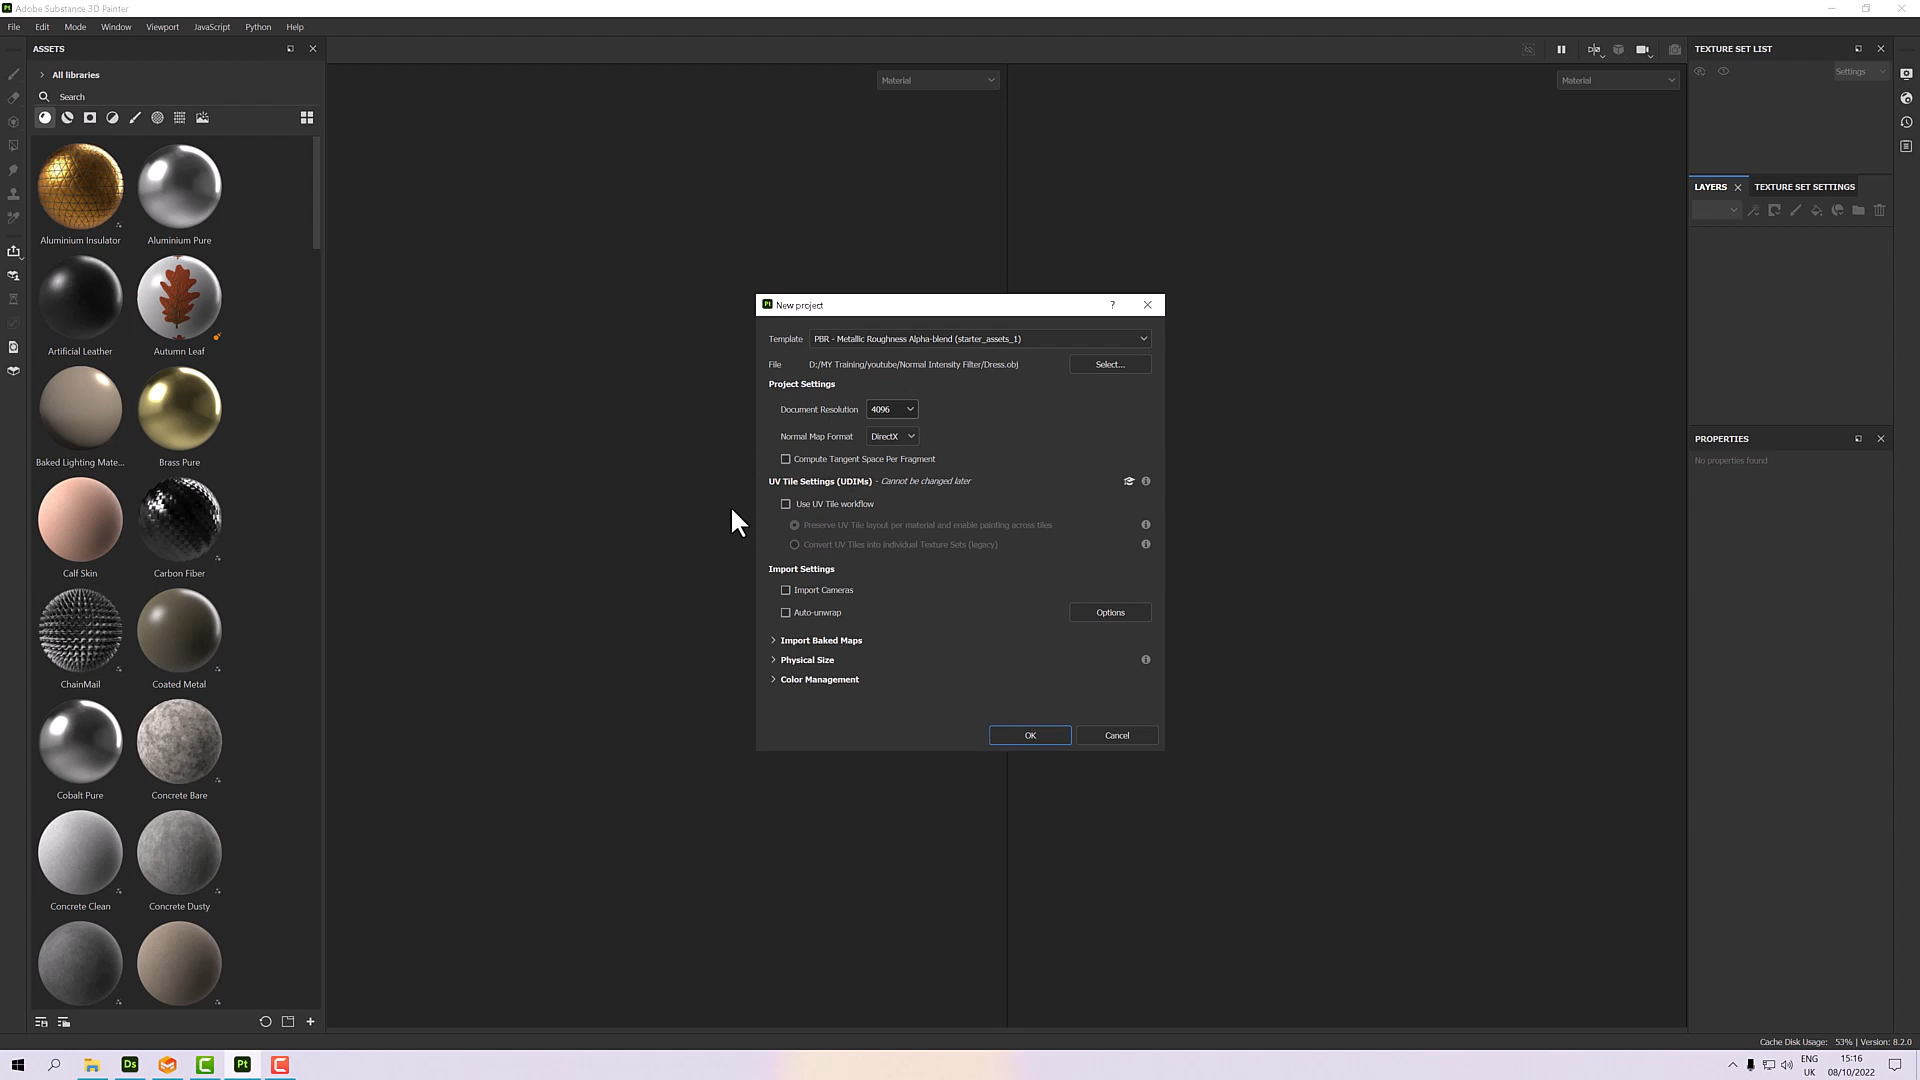 Adobe Substance 3D Painter
File Edit Mode Window Viewport JavaScript Python Help
ASSETS
All libraries
Search
Aluminium Insulator Aluminium Pure
Artificial Leather Autumn Leaf
Baked Lighting Mate... Brass Pure
Calf Skin Carbon Fiber
ChainMail Coated Metal
Cobalt Pure Concrete Bare
Concrete Clean Concrete Dusty
Material
Material
Pt New project ?
Template PBR - Metallic Roughness Alpha-blend (starter_assets_1)
File D:/MY Training/youtube/Normal Intensity Filter/Dress.obj Select...
Project Settings
Document Resolution 4096
Normal Map Format DirectX
Compute Tangent Space Per Fragment
UV Tile Settings (UDIMs) - Cannot be changed later
Use UV Tile workflow
Preserve UV Tile layout per material and enable painting across tiles
Convert UV Tiles into individual Texture Sets (legacy)
Import Settings
Import Cameras
Auto-unwrap Options
Import Baked Maps
Physical Size
Color Management
OK Cancel
TEXTURE SET LIST
Settings
LAYERS TEXTURE SET SETTINGS
PROPERTIES
No properties found
Cache Disk Usage: 53% | Version: 8.2.0
Ds Pt
ENG
UK
15:16
08/10/2022